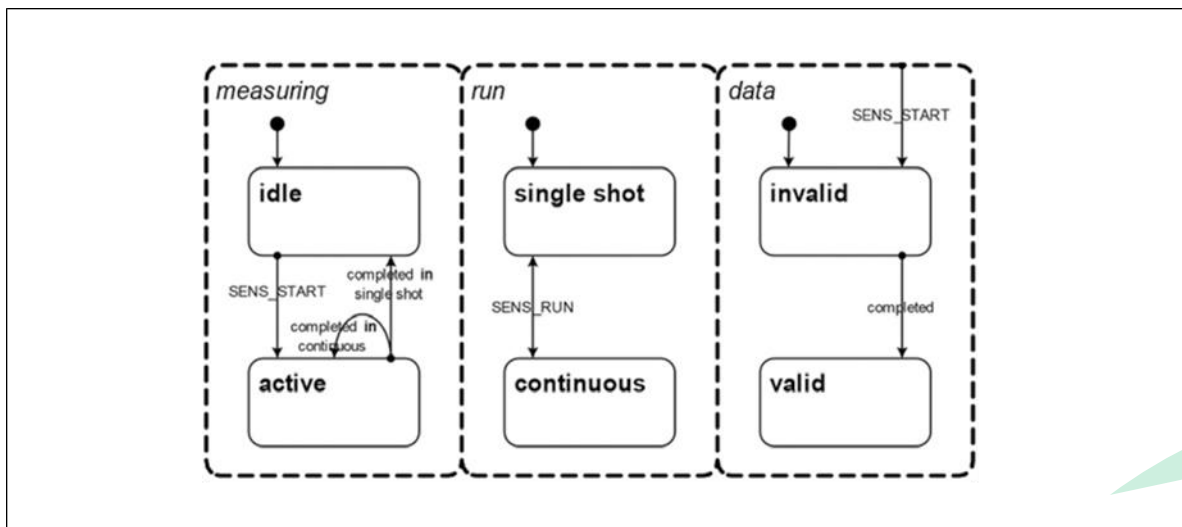 measuring
idle
SENS_START
completed in
single shot
completed in
continuous
active
run
single shot
SENS_RUN
continuous
data
SENS_START
invalid
completed
valid